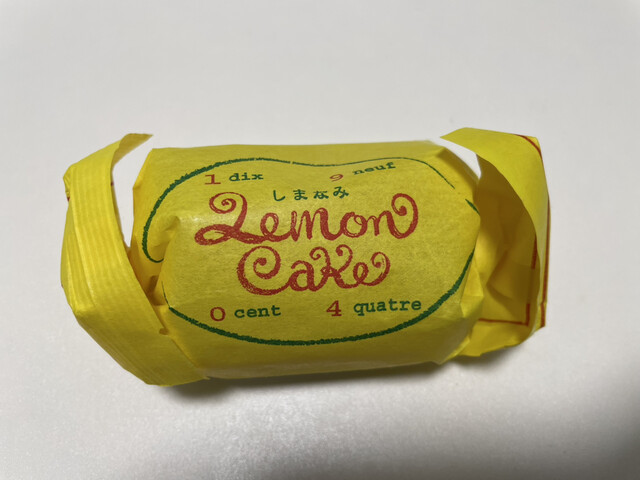 1 dix 9 neuf
しまなみ
Lemon
Cake
0 cent 4 quatre